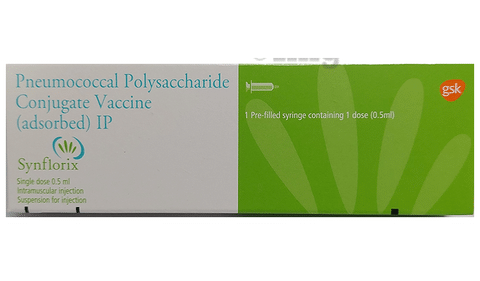 Pneumococcal Polysaccharide
Conjugate Vaccine
(adsorbed) IP
Synflorix
Single dose 0.5 ml
Intramuscular injection
Suspension for injection
1 Pre-filled syringe containing 1 dose (0.5ml)
gsk